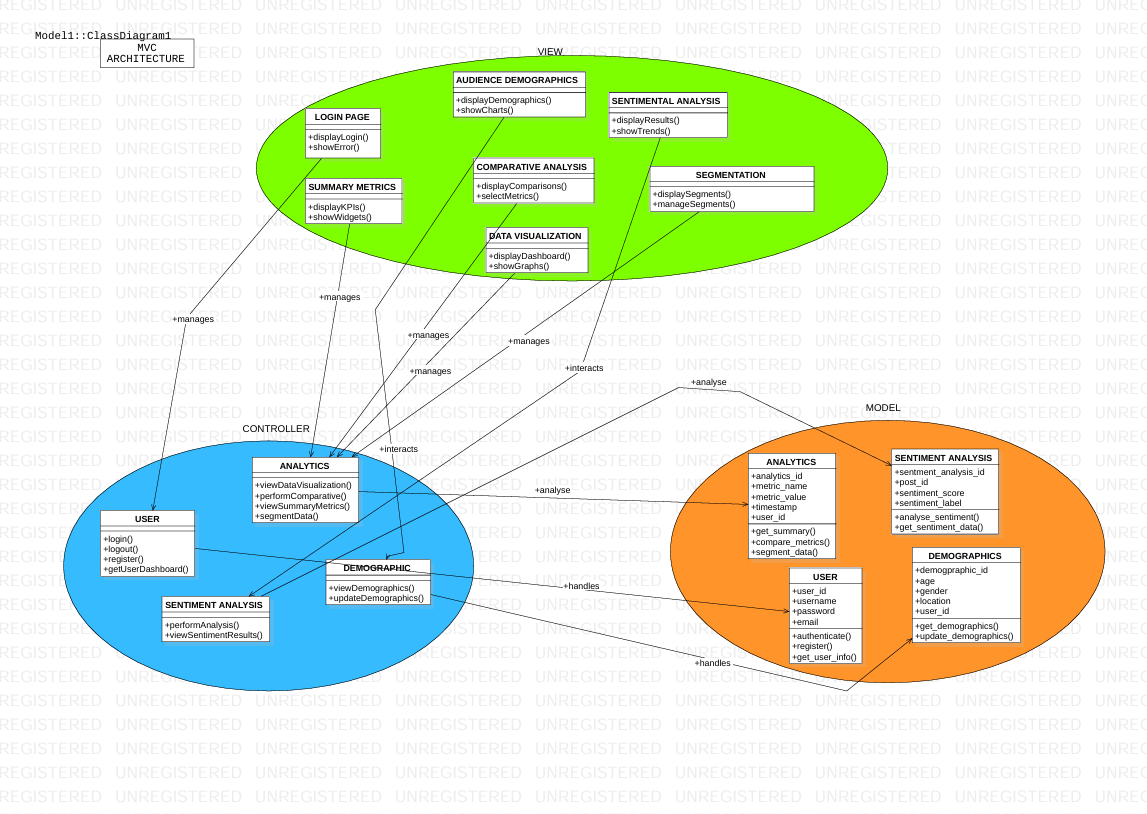 Model1::ClassDiagram1
MVC
ARCHITECTURE
VIEW
AUDIENCE DEMOGRAPHICS
+displayDemographics()
+showCharts()
SENTIMENTAL ANALYSIS
+displayResults()
+showTrends()
LOGIN PAGE
+displayLogin()
+showError()
COMPARATIVE ANALYSIS
+displayComparisons()
+selectMetrics()
SEGMENTATION
+displaySegments()
+manageSegments()
SUMMARY METRICS
+displayKPIs()
+showWidgets()
DATA VISUALIZATION
+displayDashboard()
+showGraphs()
+manages
+manages
+manages
+manages
+manages
+interacts
+analyse
+interacts
+analyse
+handles
+handles
CONTROLLER
ANALYTICS
+viewDataVisualization()
+performComparative()
+viewSummaryMetrics()
+segmentData()
USER
+login()
+logout()
+register()
+getUserDashboard()
DEMOGRAPHIC
+viewDemographics()
+updateDemographics()
SENTIMENT ANALYSIS
+performAnalysis()
+viewSentimentResults()
MODEL
ANALYTICS
+analytics_id
+metric_name
+metric_value
+timestamp
+user_id
+get_summary()
+compare_metrics()
+segment_data()
SENTIMENT ANALYSIS
+sentiment_analysis_id
+post_id
+sentiment_score
+sentiment_label
+analyse_sentiment()
+get_sentiment_data()
DEMOGRAPHICS
+demopgraphic_id
+age
+gender
+location
+user_id
+get_demographics()
+update_demographics()
USER
+user_id
+username
+password
+email
+authenticate()
+register()
+get_user_info()
UNREGISTERED